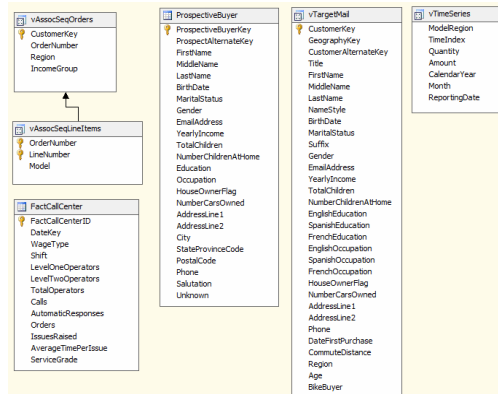 vAssocSeqOrders
CustomerKey
OrderNumber
Region
IncomeGroup
vAssocSeqLineItems
OrderNumber
LineNumber
Model
FactCallCenter
FactCallCenterID
DateKey
WageType
Shift
LevelOneOperators
LevelTwoOperators
TotalOperators
Calls
AutomaticResponses
Orders
IssuesRaised
AverageTimePerIssue
ServiceGrade
ProspectiveBuyer
ProspectiveBuyerKey
ProspectAlternateKey
FirstName
MiddleName
LastName
BirthDate
MaritalStatus
Gender
EmailAddress
YearlyIncome
TotalChildren
NumberChildrenAtHome
Education
Occupation
HouseOwnerFlag
NumberCarsOwned
AddressLine1
AddressLine2
City
StateProvinceCode
PostalCode
Phone
Salutation
Unknown
vTargetMail
CustomerKey
GeographyKey
CustomerAlternateKey
Title
FirstName
MiddleName
LastName
NameStyle
BirthDate
MaritalStatus
Suffix
Gender
EmailAddress
YearlyIncome
TotalChildren
NumberChildrenAtHome
EnglishEducation
SpanishEducation
FrenchEducation
EnglishOccupation
SpanishOccupation
FrenchOccupation
HouseOwnerFlag
NumberCarsOwned
AddressLine1
AddressLine2
Phone
DateFirstPurchase
CommuteDistance
Region
Age
BikeBuyer
vTimeSeries
ModelRegion
TimeIndex
Quantity
Amount
CalendarYear
Month
ReportingDate